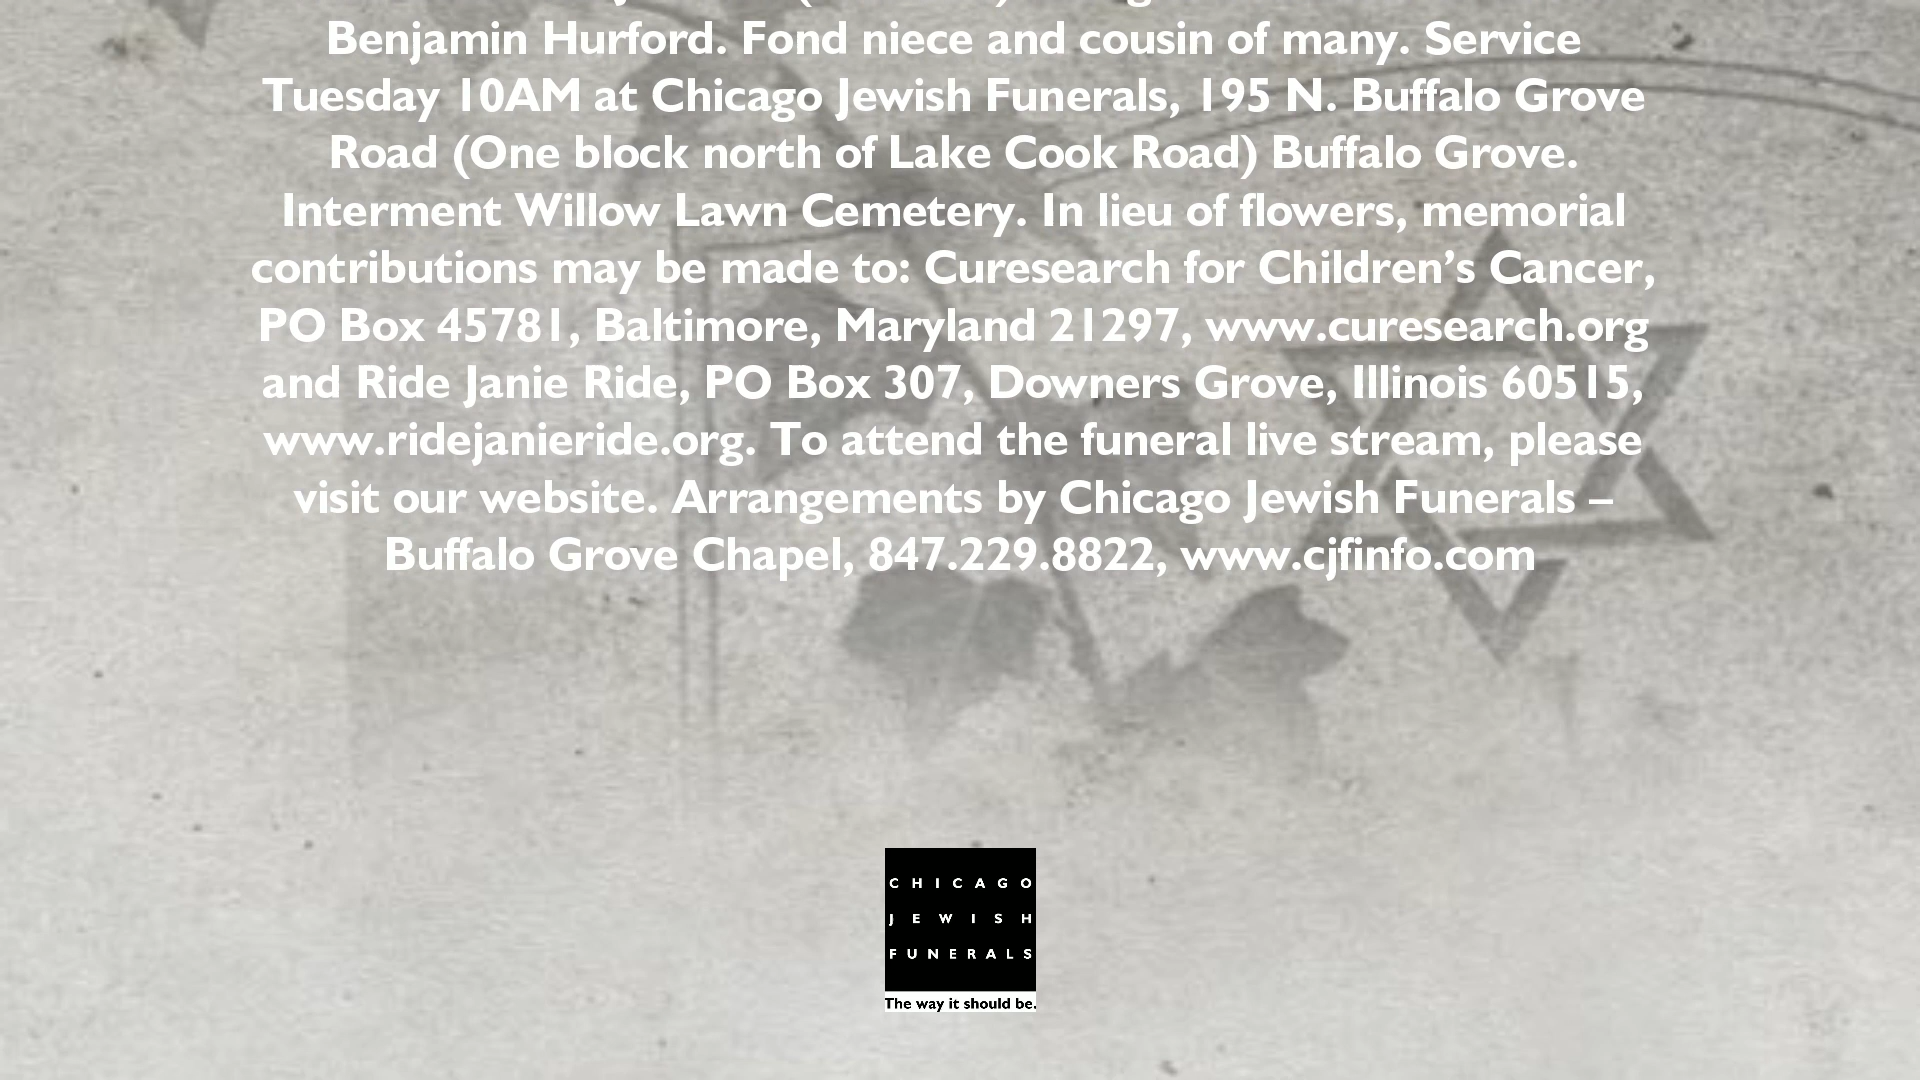 Benjamin Hurford. Fond niece and cousin of many. Service
Tuesday 10AM at Chicago Jewish Funerals, 195 N. Buffalo Grove
Road (One block north of Lake Cook Road) Buffalo Grove.
Interment Willow Lawn Cemetery. In lieu of flowers, memorial
contributions may be made to: Curesearch for Children’s Cancer,
PO Box 45781, Baltimore, Maryland 21297, www.curesearch.org
and Ride Janie Ride, PO Box 307, Downers Grove, Illinois 60515,
www.ridejanieride.org. To attend the funeral live stream, please
visit our website. Arrangements by Chicago Jewish Funerals –
Buffalo Grove Chapel, 847.229.8822, www.cjfinfo.com
CHICAGO
JEWISH
FUNERALS
The way it should be.